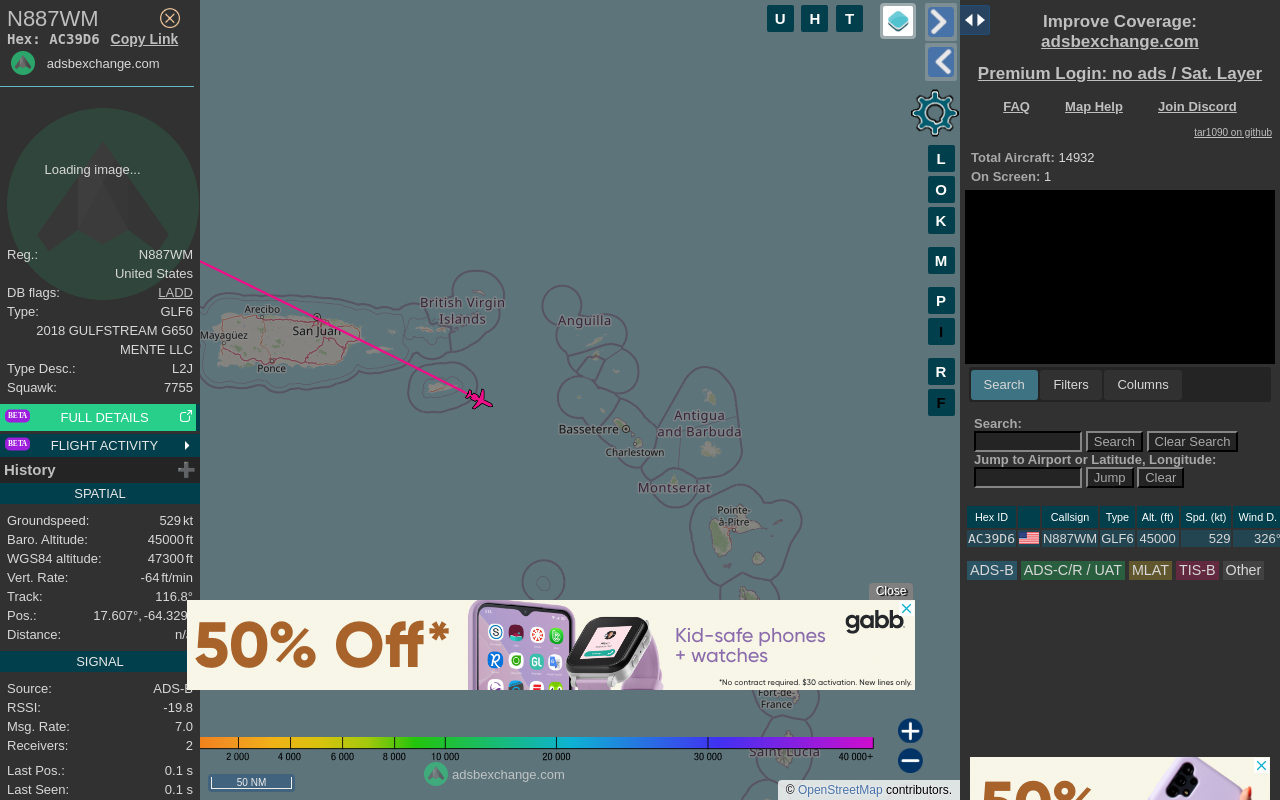 N887WM
Hex: AC39D6 Copy Link
adsbexchange.com
Loading image...
Reg.: N887WM
United States
DB flags: LADD
Type: GLF6
2018 GULFSTREAM G650
MENTE LLC
Type Desc.: L2J
Squawk: 7755
BETA FULL DETAILS
BETA FLIGHT ACTIVITY
History
SPATIAL
Groundspeed: 529 kt
Baro. Altitude: 45000 ft
WGS84 altitude: 47300 ft
Vert. Rate: -64 ft/min
Track: 116.8°
Pos.: 17.607°, -64.329
Distance: n/
SIGNAL
Source: ADS-B
RSSI: -19.8
Msg. Rate: 7.0
Receivers: 2
Last Pos.: 0.1 s
Last Seen: 0.1 s
U H T
L
O
K
M
P
I
R
F
British Virgin
Islands
Anguilla
Arecibo
San Juan
Mayagüez
Ponce
Antigua
and Barbuda
Basseterre
Charlestown
Montserrat
Pointe-
à-Pitre
Close
50% Off*
Kid-safe phones
+ watches
gabb
*No contract required. $30 activation. New lines only.
Fort-de-
France
Saint Lucia
2 000 4 000 6 000 8 000 10 000 20 000 30 000 40 000+
50 NM
adsbexchange.com
© OpenStreetMap contributors.
Improve Coverage:
adsbexchange.com
Premium Login: no ads / Sat. Layer
FAQ Map Help Join Discord
tar1090 on github
Total Aircraft: 14932
On Screen: 1
Search Filters Columns
Search:
Search Clear Search
Jump to Airport or Latitude, Longitude:
Jump Clear
Hex ID Callsign Type Alt. (ft) Spd. (kt) Wind D.
AC39D6 N887WM GLF6 45000 529 326°
ADS-B ADS-C/R / UAT MLAT TIS-B Other
50%